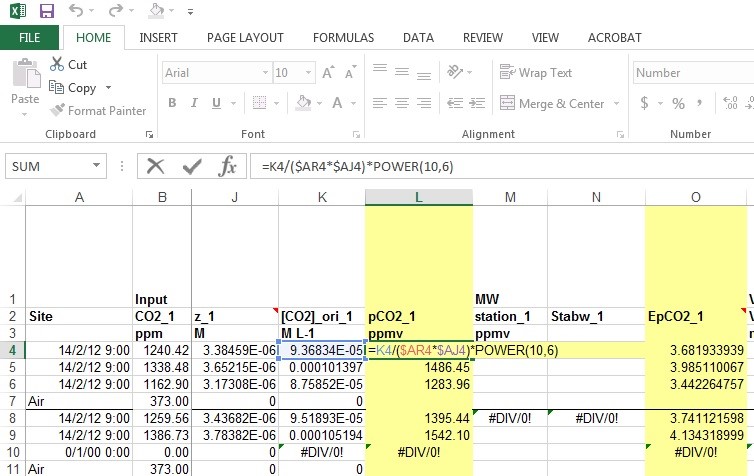 FILE HOME INSERT PAGE LAYOUT FORMULAS DATA REVIEW VIEW ACROBAT
Paste
Cut
Copy
Format Painter
Clipboard
Arial 10 A A
B I U A
Font
Wrap Text
Merge & Center
Alignment
Number
$ % ,
Number
SUM fx =K4/($AR4*$AJ4)*POWER(10,6)
A B J K L M N O
1 Input MW
2 Site CO2_1 z_1 [CO2]_ori_1 pCO2_1 station_1 Stabw_1 EpCO2_1
3 ppm M M L-1 ppmv ppmv
4 14/2/12 9:00 1240.42 3.38459E-06 9.36834E-05 =K4/($AR4*$AJ4)*POWER(10,6) 3.681933939
5 14/2/12 9:00 1338.48 3.65215E-06 0.000101397 1486.45 3.985110067
6 14/2/12 9:00 1162.90 3.17308E-06 8.75852E-05 1283.96 3.442264757
7 Air 373.00 0 0
8 14/2/12 9:00 1259.56 3.43682E-06 9.51893E-05 1395.44 #DIV/0! #DIV/0! 3.741121598
9 14/2/12 9:00 1386.73 3.78382E-06 0.000105194 1542.10 4.134318999
10 0/1/00 0:00 0.00 0 #DIV/0! #DIV/0! #DIV/0!
11 Air 373.00 0 0